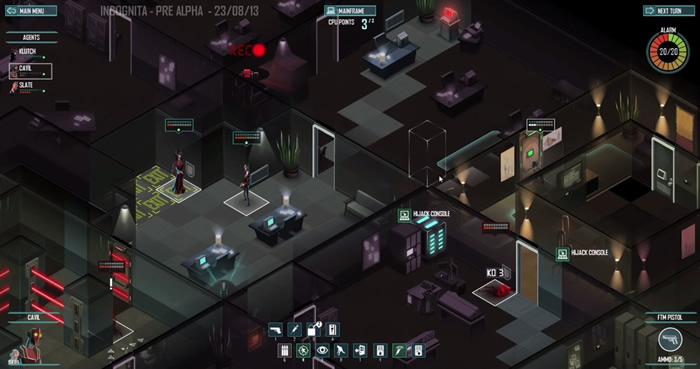 MAIN MENU
INCOGNITA - PRE ALPHA - 23/08/13
MAINFRAME
NEXT TURN
CPU POINTS 3
AGENTS
ALARM
KLUTCH
REC
20/20
CAVIL
SLATE
HIJACK CONSOLE
HIJACK CONSOLE
KO 3
!
CAVIL
FTM PISTOL
AMMO: 3/5